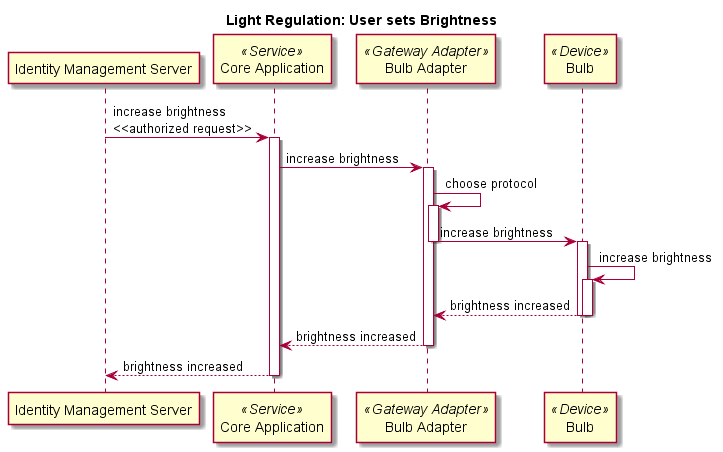 Light Regulation: User sets Brightness
Identity Management Server
«Service»
Core Application
«Gateway Adapter»
Bulb Adapter
«Device»
Bulb
increase brightness
<<authorized request>>
increase brightness
choose protocol
increase brightness
increase brightness
brightness increased
brightness increased
brightness increased
Identity Management Server
«Service»
Core Application
«Gateway Adapter»
Bulb Adapter
«Device»
Bulb